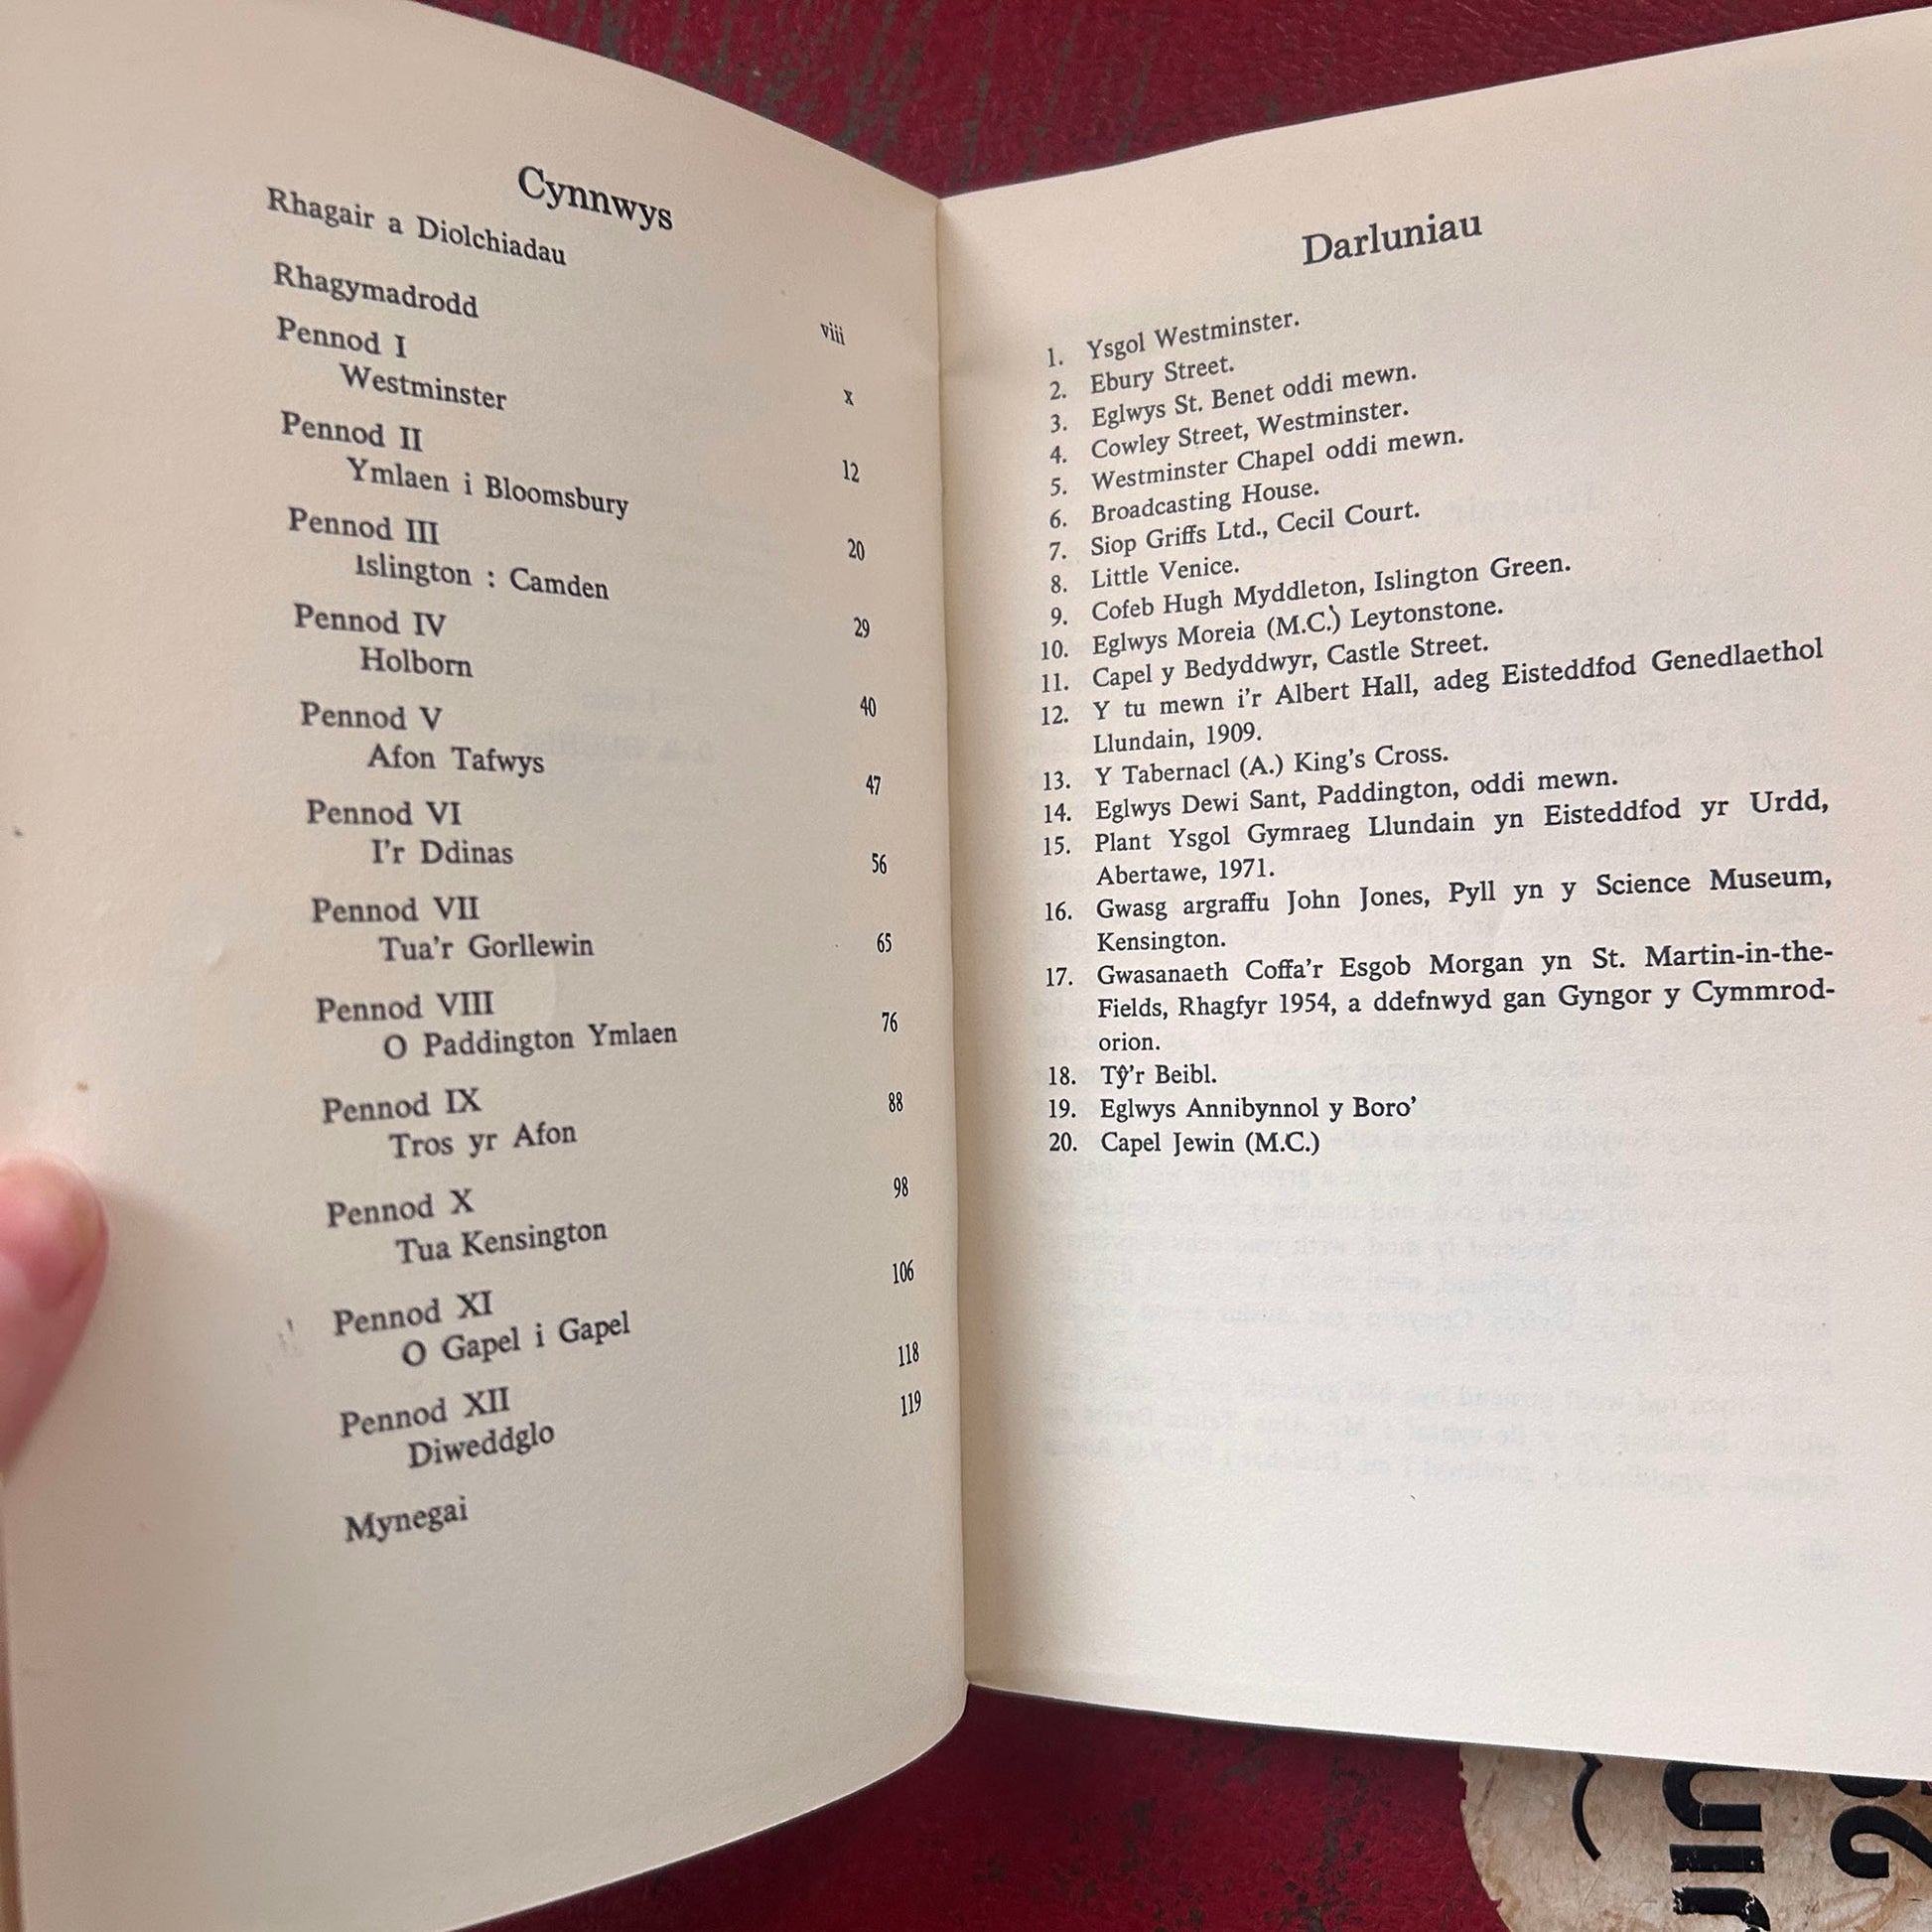 Cynnwys
Rhagair a Diolchiadau viii
Rhagymadrodd x
Pennod I
Westminster 12
Pennod II
Ymlaen i Bloomsbury 20
Pennod III
Islington : Camden 29
Pennod IV
Holborn 40
Pennod V
Afon Tafwys 47
Pennod VI
I'r Ddinas 56
Pennod VII
Tua'r Gorllewin 65
Pennod VIII
O Paddington Ymlaen 76
Pennod IX
Tros yr Afon 88
Pennod X
Tua Kensington 98
Pennod XI
O Gapel i Gapel 106
Pennod XII
Diweddglo 118
Mynegai 119
Darluniau
1. Ysgol Westminster.
2. Ebury Street.
3. Eglwys St. Benet oddi mewn.
4. Cowley Street, Westminster.
5. Westminster Chapel oddi mewn.
6. Broadcasting House.
7. Siop Griffs Ltd., Cecil Court.
8. Little Venice.
9. Cofeb Hugh Myddleton, Islington Green.
10. Eglwys Moreia (M.C.) Leytonstone.
11. Capel y Bedyddwyr, Castle Street.
12. Y tu mewn i'r Albert Hall, adeg Eisteddfod Genedlaethol
Llundain, 1909.
13. Y Tabernacl (A.) King's Cross.
14. Eglwys Dewi Sant, Paddington, oddi mewn.
15. Plant Ysgol Gymraeg Llundain yn Eisteddfod yr Urdd,
Abertawe, 1971.
16. Gwasg argraffu John Jones, Pyll yn y Science Museum,
Kensington.
17. Gwasanaeth Coffa'r Esgob Morgan yn St. Martin-in-the-
Fields, Rhagfyr 1954, a ddefnwyd gan Gyngor y Cymmrod-
orion.
18. Tŷ'r Beibl.
19. Eglwys Annibynnol y Boro'
20. Capel Jewin (M.C.)